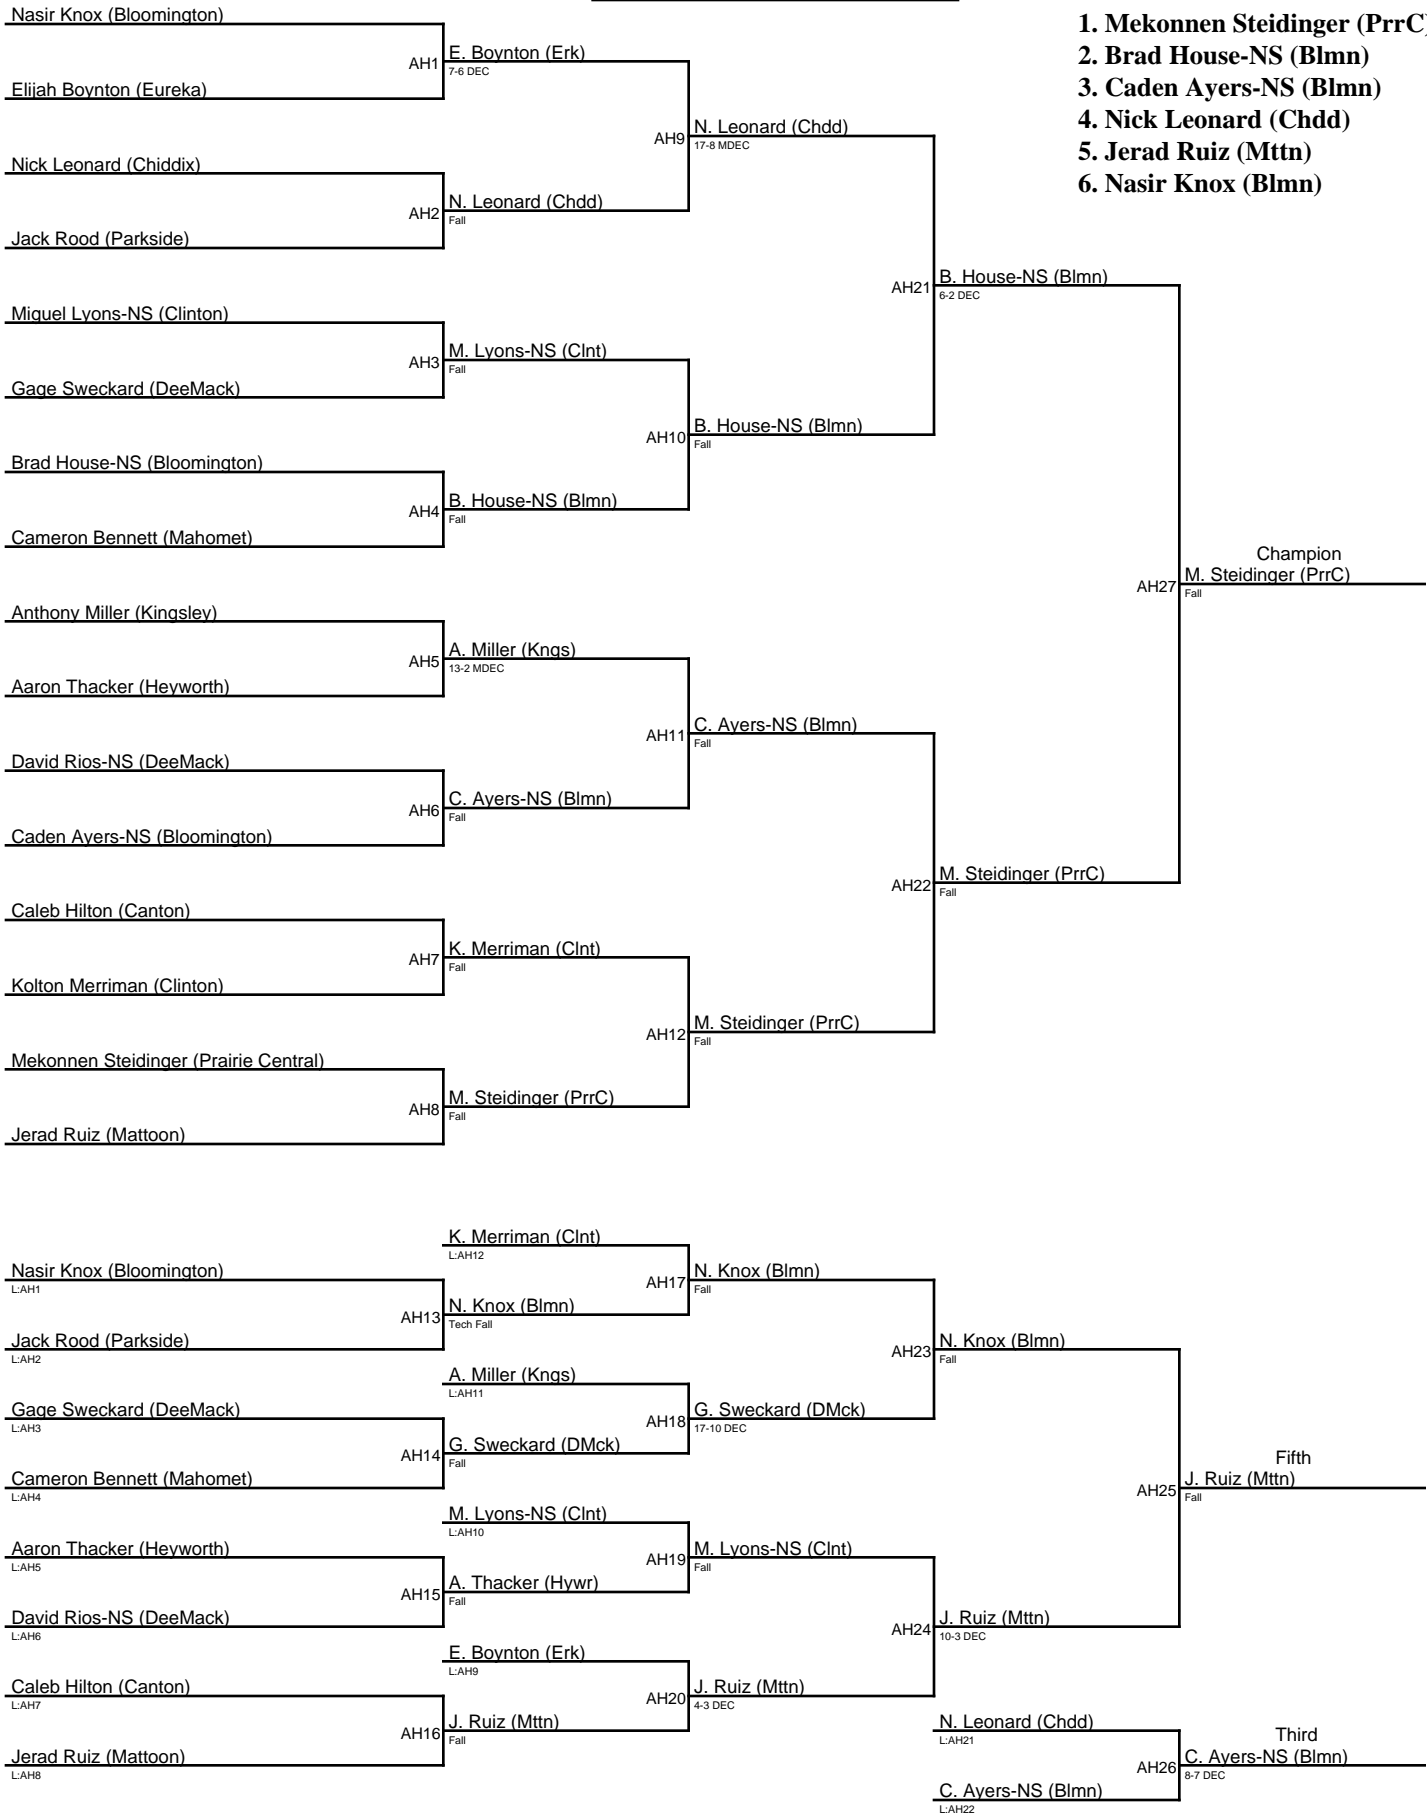 1. Mekonnen Steidinger (PrrC)
2. Brad House-NS (Blmn)
3. Caden Ayers-NS (Blmn)
4. Nick Leonard (Chdd)
5. Jerad Ruiz (Mttn)
6. Nasir Knox (Blmn)
Nasir Knox (Bloomington)
AH1
E. Boynton (Erk)
7-6 DEC
Elijah Boynton (Eureka)
AH9
N. Leonard (Chdd)
17-8 MDEC
Nick Leonard (Chiddix)
AH2
N. Leonard (Chdd)
Fall
Jack Rood (Parkside)
AH21
B. House-NS (Blmn)
6-2 DEC
Miguel Lyons-NS (Clinton)
AH3
M. Lyons-NS (Clnt)
Fall
Gage Sweckard (DeeMack)
AH10
B. House-NS (Blmn)
Fall
Brad House-NS (Bloomington)
AH4
B. House-NS (Blmn)
Fall
Cameron Bennett (Mahomet)
Champion
AH27
M. Steidinger (PrrC)
Fall
Anthony Miller (Kingsley)
AH5
A. Miller (Kngs)
13-2 MDEC
Aaron Thacker (Heyworth)
AH11
C. Ayers-NS (Blmn)
Fall
David Rios-NS (DeeMack)
AH6
C. Ayers-NS (Blmn)
Fall
Caden Ayers-NS (Bloomington)
AH22
M. Steidinger (PrrC)
Fall
Caleb Hilton (Canton)
AH7
K. Merriman (Clnt)
Fall
Kolton Merriman (Clinton)
AH12
M. Steidinger (PrrC)
Fall
Mekonnen Steidinger (Prairie Central)
AH8
M. Steidinger (PrrC)
Fall
Jerad Ruiz (Mattoon)
K. Merriman (Clnt)
L:AH12
Nasir Knox (Bloomington)
L:AH1
AH17
N. Knox (Blmn)
Fall
AH13
N. Knox (Blmn)
Tech Fall
Jack Rood (Parkside)
L:AH2
AH23
N. Knox (Blmn)
Fall
A. Miller (Kngs)
L:AH11
Gage Sweckard (DeeMack)
L:AH3
AH18
G. Sweckard (DMck)
17-10 DEC
AH14
G. Sweckard (DMck)
Fall
Cameron Bennett (Mahomet)
L:AH4
Fifth
AH25
J. Ruiz (Mttn)
Fall
M. Lyons-NS (Clnt)
L:AH10
Aaron Thacker (Heyworth)
L:AH5
AH19
M. Lyons-NS (Clnt)
Fall
AH15
A. Thacker (Hywr)
Fall
David Rios-NS (DeeMack)
L:AH6
AH24
J. Ruiz (Mttn)
10-3 DEC
E. Boynton (Erk)
L:AH9
Caleb Hilton (Canton)
L:AH7
AH20
J. Ruiz (Mttn)
4-3 DEC
AH16
J. Ruiz (Mttn)
Fall
Jerad Ruiz (Mattoon)
L:AH8
N. Leonard (Chdd)
L:AH21
Third
AH26
C. Ayers-NS (Blmn)
8-7 DEC
C. Ayers-NS (Blmn)
L:AH22